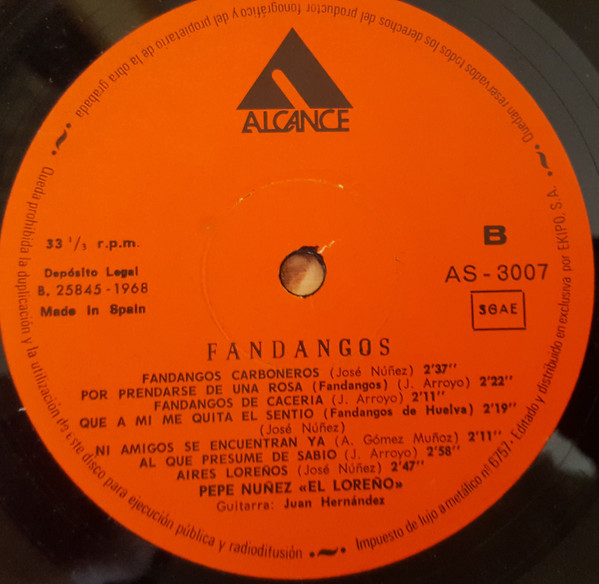 ALCANCE
33 1/3 r.p.m.
Depósito Legal
B. 25845-1968
Made in Spain
B
AS-3007
SGAE
FANDANGOS
FANDANGOS CARBONEROS (José Núñez) 2'37''
POR PRENDARSE DE UNA ROSA (Fandangos) (J. Arroyo) 2'22''
FANDANGOS DE CACERIA (J. Arroyo) 2'11''
QUE A MI ME QUITA EL SENTIO (Fandangos de Huelva) 2'19''
(José Núñez)
NI AMIGOS SE ENCUENTRAN YA (A. Gómez Muñoz) 2'11''
AL QUE PRESUME DE SABIO (J. Arroyo) 2'58''
AIRES LOREÑOS (José Núñez) 2'47''
PEPE NUÑEZ «EL LOREÑO»
Guitarra: Juan Hernández
Quedan reservados todos los derechos del productor fonográfico y del propietario de la obra grabada
Queda prohibida la duplicación y la utilización de este disco para ejecución pública y radiodifusión
Impuesto de lujo a metálico nº 6757 - Editado y distribuido en exclusiva por EKIPO, S. A.